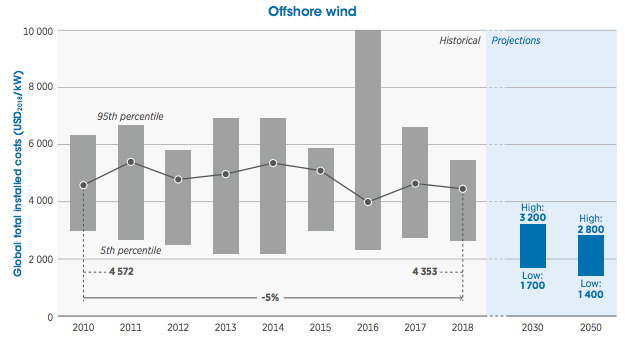 Offshore wind
Global total installed costs (USD2018/kW)
10 000
8 000
6 000
4 000
2 000
0
Historical
Projections
95th percentile
5th percentile
4 572
4 353
-5%
High:
3 200
Low:
1 700
High:
2 800
Low:
1 400
2010 2011 2012 2013 2014 2015 2016 2017 2018 2030 2050